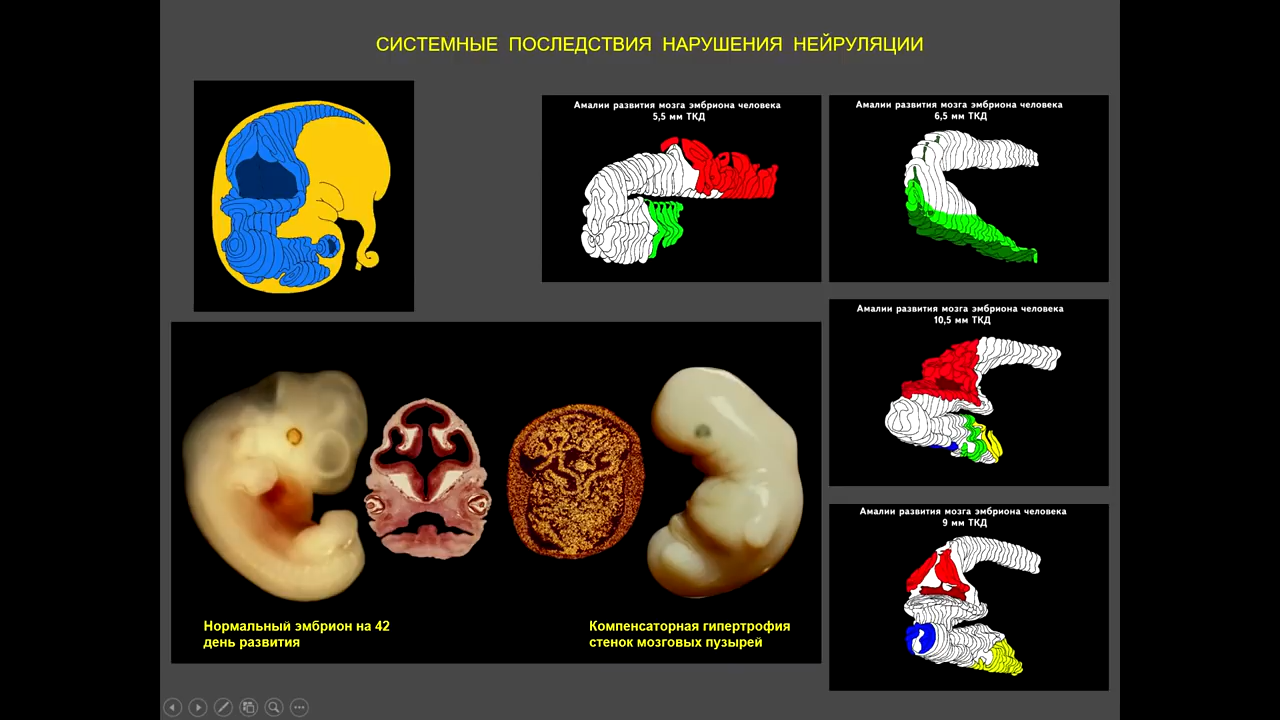 СИСТЕМНЫЕ ПОСЛЕДСТВИЯ НАРУШЕНИЯ НЕЙРУЛЯЦИИ
Амалии развития мозга эмбриона человека
5,5 мм ТКД
Амалии развития мозга эмбриона человека
6,5 мм ТКД
Амалии развития мозга эмбриона человека
10,5 мм ТКД
Амалии развития мозга эмбриона человека
9 мм ТКД
Нормальный эмбрион на 42
день развития
Компенсаторная гипертрофия
стенок мозговых пузырей